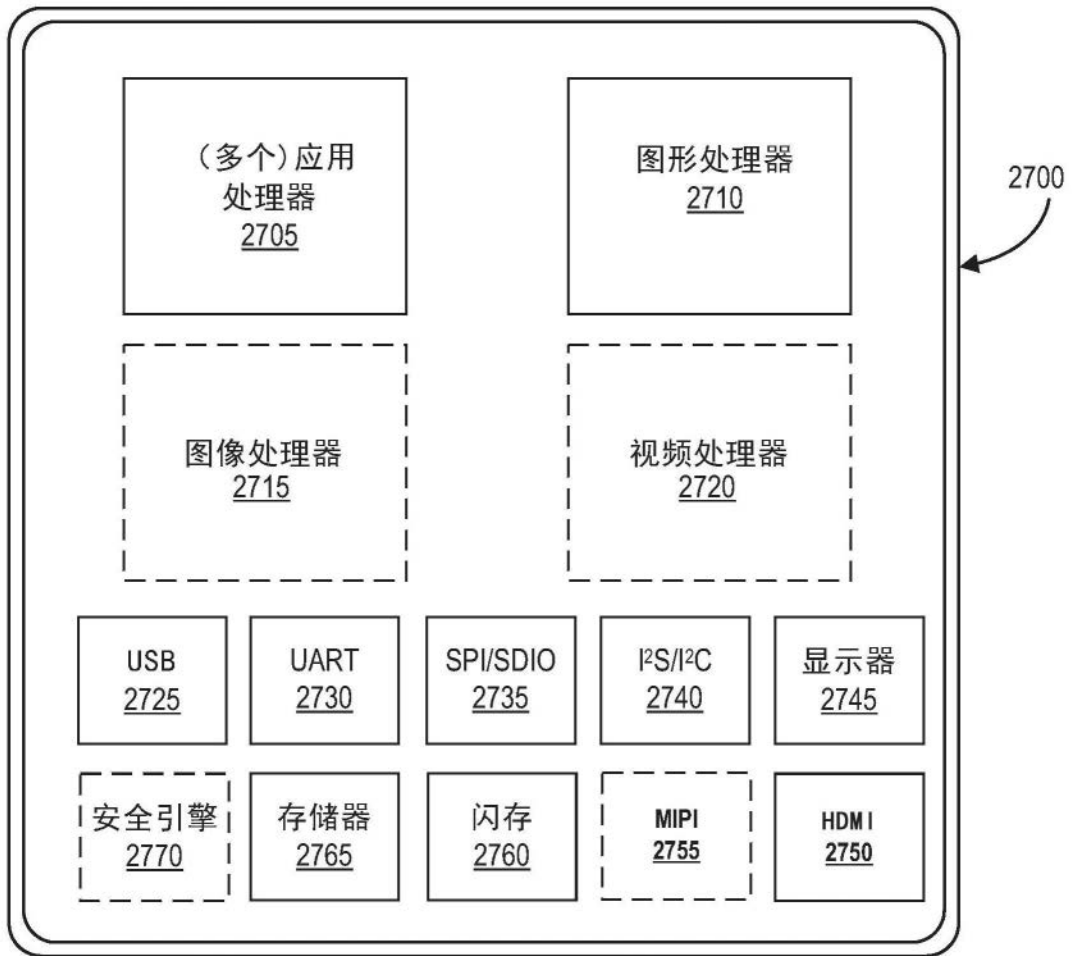 （多个）应用
处理器
2705
图形处理器
2710
2700
图像处理器
2715
视频处理器
2720
USB
2725
UART
2730
SPI/SDIO
2735
I²S/I²C
2740
显示器
2745
安全引擎
2770
存储器
2765
闪存
2760
MIPI
2755
HDMI
2750